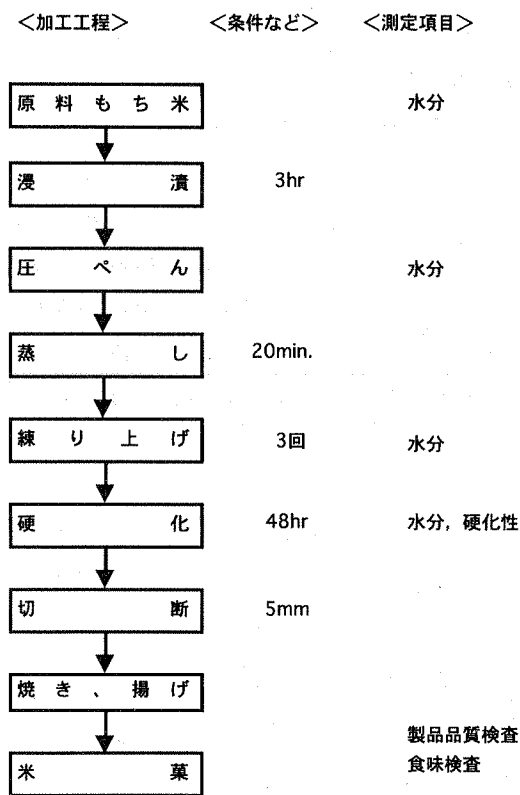 ＜加工工程＞ ＜条件など＞ ＜測定項目＞
原料もち米 水分
浸漬 3hr
圧ぺん 水分
蒸し 20min.
練り上げ 3回 水分
硬化 48hr 水分，硬化性
切断 5mm
焼き、揚げ
製品品質検査
米菓 食味検査